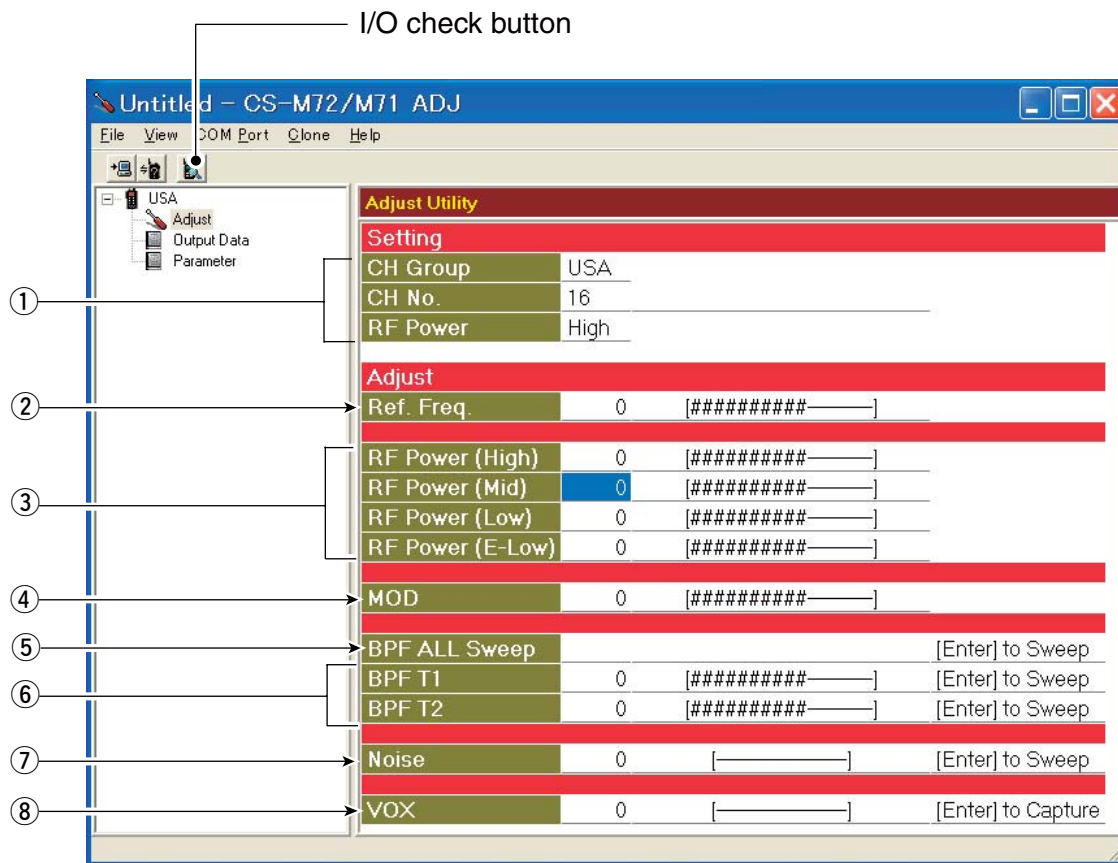 I/O check button
Untitled - CS-M72/M71 ADJ
File View COM Port Clone Help
USA
Adjust
Output Data
Parameter
Adjust Utility
Setting
① CH Group USA
CH No. 16
RF Power High
Adjust
② Ref. Freq. 0 [##########———]
③ RF Power (High) 0 [##########———]
RF Power (Mid) 0 [##########———]
RF Power (Low) 0 [##########———]
RF Power (E-Low) 0 [##########———]
④ MOD 0 [##########———]
⑤ BPF ALL Sweep [Enter] to Sweep
⑥ BPF T1 0 [##########———] [Enter] to Sweep
BPF T2 0 [##########———] [Enter] to Sweep
⑦ Noise 0 [——————] [Enter] to Sweep
⑧ VOX 0 [——————] [Enter] to Capture